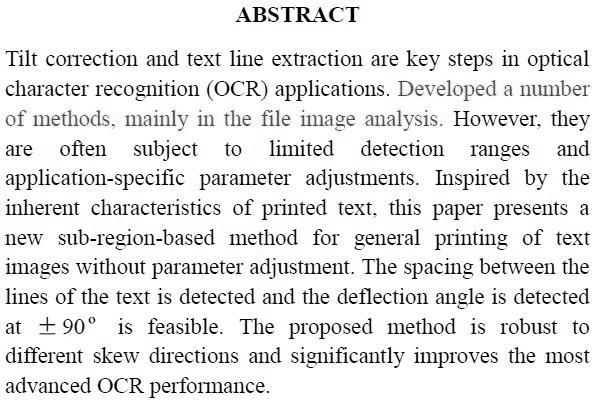 ABSTRACT
Tilt correction and text line extraction are key steps in optical
character recognition (OCR) applications. Developed a number
of methods, mainly in the file image analysis. However, they
are often subject to limited detection ranges and
application-specific parameter adjustments. Inspired by the
inherent characteristics of printed text, this paper presents a
new sub-region-based method for general printing of text
images without parameter adjustment. The spacing between the
lines of the text is detected and the deflection angle is detected
at ±90° is feasible. The proposed method is robust to
different skew directions and significantly improves the most
advanced OCR performance.